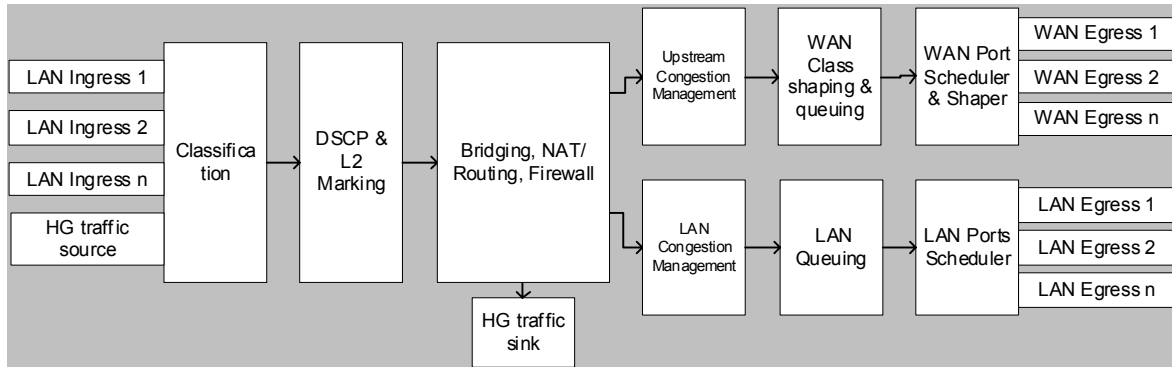 LAN Ingress 1
LAN Ingress 2
LAN Ingress n
HG traffic
source
Classifica
tion
DSCP &
L2
Marking
Bridging, NAT/
Routing, Firewall
HG traffic
sink
Upstream
Congestion
Management
WAN
Class
shaping &
queuing
WAN Port
Scheduler
& Shaper
WAN Egress 1
WAN Egress 2
WAN Egress n
LAN
Congestion
Management
LAN
Queuing
LAN Ports
Scheduler
LAN Egress 1
LAN Egress 2
LAN Egress n